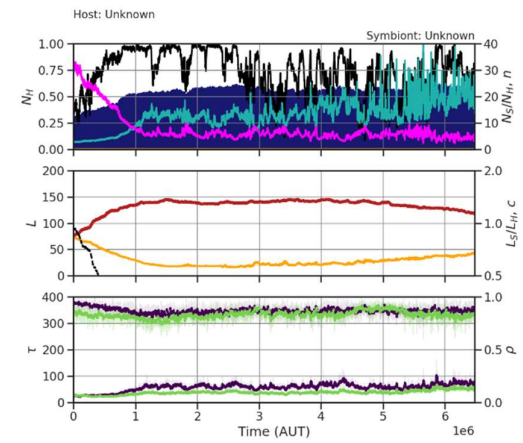 Host: Unknown
Symbiont: Unknown
1.00
0.75
0.50
0.25
0.00
N_H
40
30
20
10
0
N_S/N_H, n
200
150
100
50
0
L
2.0
1.0
0.5
L_S/L_H, c
400
300
200
100
0
τ
1.0
0.5
0.0
ρ
0 1 2 3 4 5 6
Time (AUT)
1e6